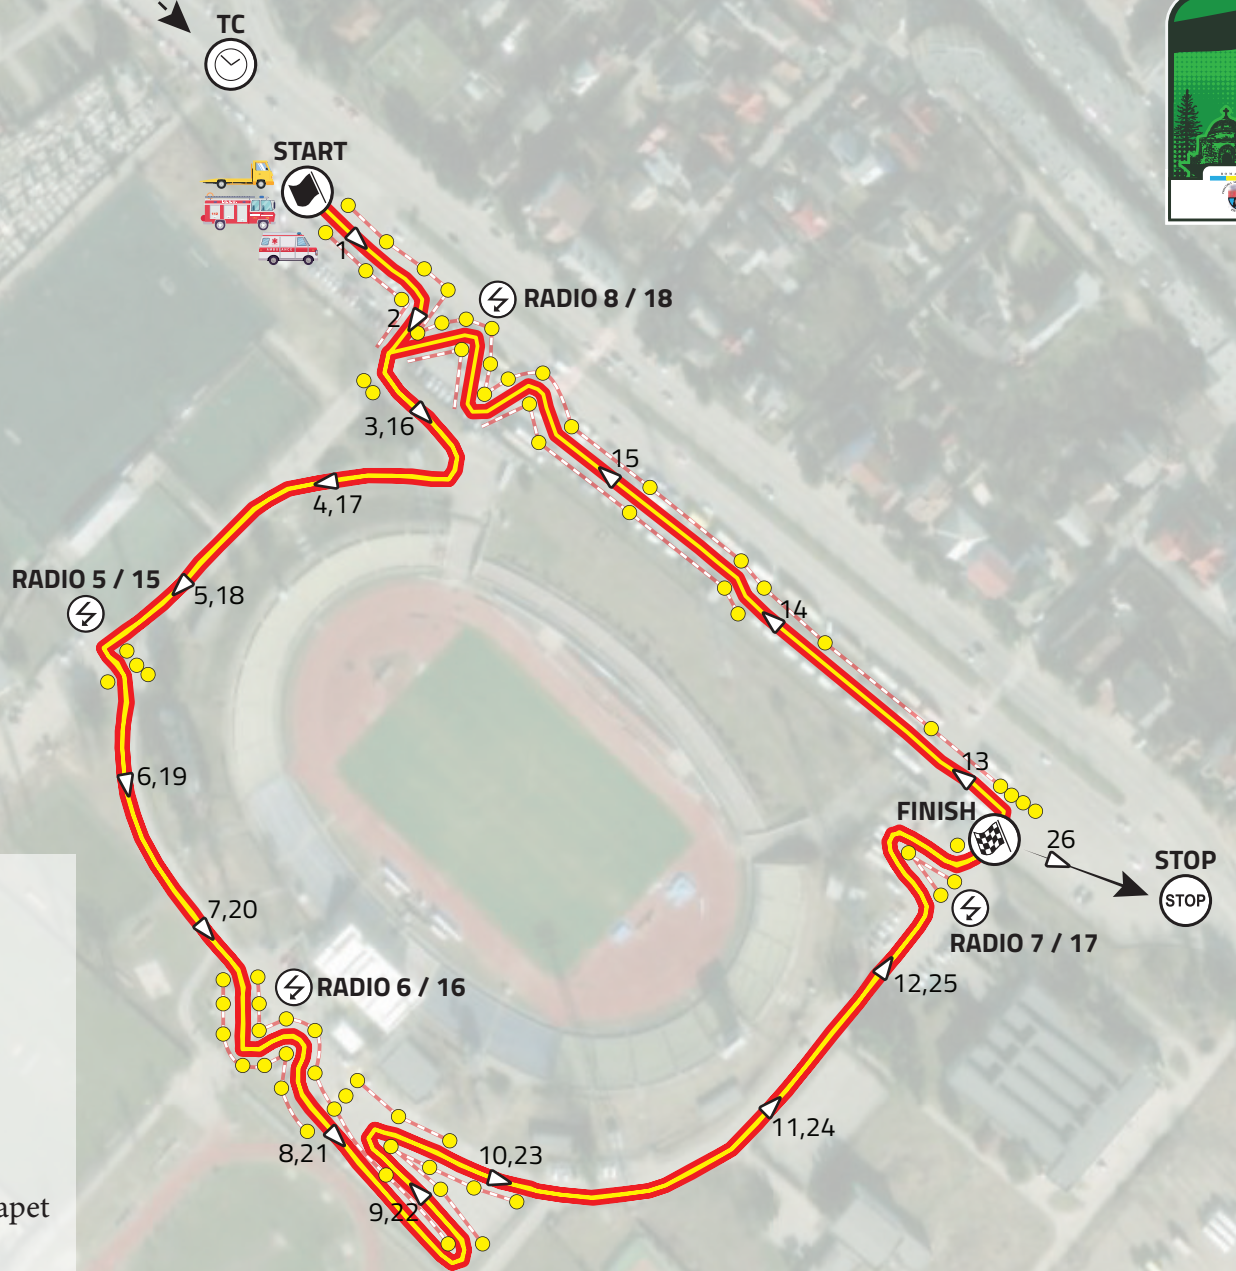 TC
START
1
2
RADIO 8 / 18
3,16
15
4,17
RADIO 5 / 15
5,18
14
6,19
13
FINISH
26
STOP
STOP
7,20
RADIO 7 / 17
RADIO 6 / 16
12,25
11,24
8,21
10,23
9,22
apet